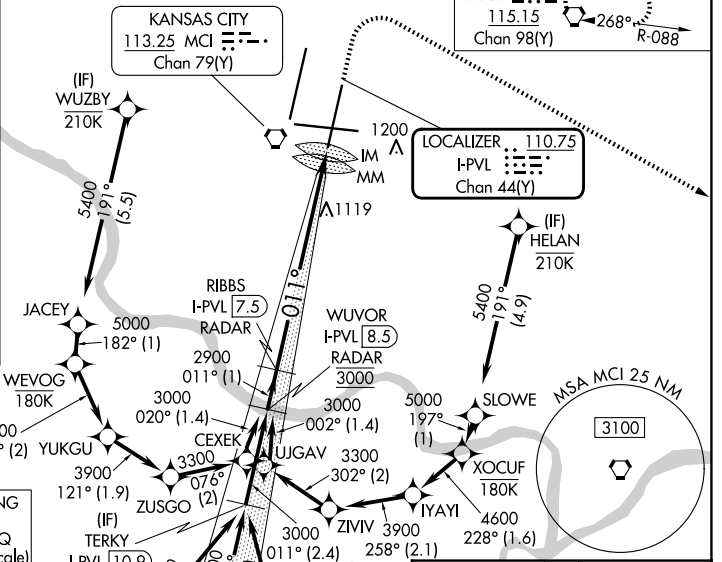 KANSAS CITY
113.25 MCI
Chan 79(Y)
115.15
Chan 98(Y)
268°
R-088
(IF)
WUZBY
210K
1200
IM
MM
LOCALIZER 110.75
I-PVL
Chan 44(Y)
1119
5400
191°
(5.5)
(IF)
HELAN
210K
011°
5400
191°
(4.9)
RIBBS
I-PVL 7.5
RADAR
WUVOR
I-PVL 8.5
RADAR
3000
JACEY
5000
182° (1)
2900
011° (1)
MSA MCI 25 NM
3100
WEVOG
180K
3000
020° (1.4)
3000
002° (1.4)
5000
197°
(1)
SLOWE
YUKGU
CEXEK
UJGAV
3300
302° (2)
XOCUF
180K
3900
121° (1.9)
3300
076°
(2)
ZUSGO
ZIVIV
IYAYI
4600
228° (1.6)
(IF)
TERKY
I-PVL 10.9
3000
011° (2.4)
3900
258° (2.1)